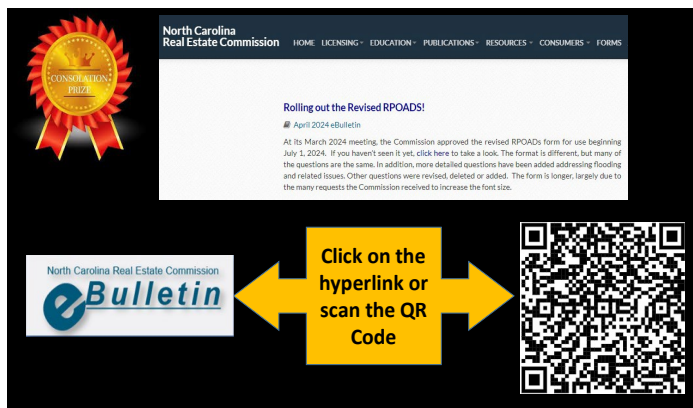 CONSOLATION
PRIZE
North Carolina
Real Estate Commission
HOME LICENSING EDUCATION PUBLICATIONS RESOURCES CONSUMERS FORMS
Rolling out the Revised RPOADS!
April 2024 eBulletin
At its March 2024 meeting, the Commission approved the revised RPOADs form for use beginning
July 1, 2024. If you haven't seen it yet, click here to take a look. The format is different, but many of
the questions are the same. In addition, more detailed questions have been added addressing flooding
and related issues. Other questions were revised, deleted or added. The form is longer, largely due to
the many requests the Commission received to increase the font size.
North Carolina Real Estate Commission
eBulletin
Click on the
hyperlink or
scan the QR
Code